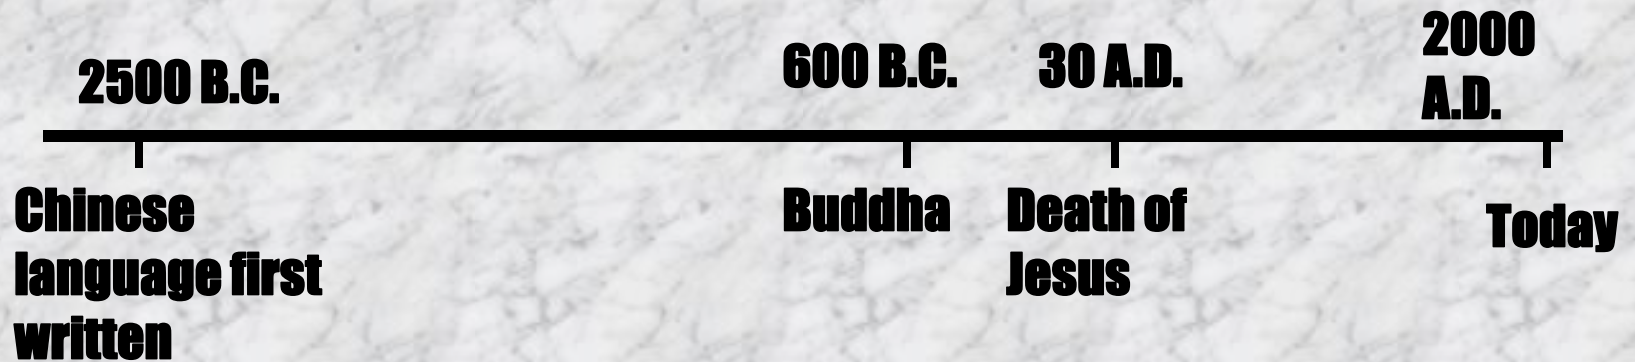 2500 B.C.
600 B.C.
30 A.D.
2000
A.D.
Chinese
language first
written
Buddha
Death of
Jesus
Today